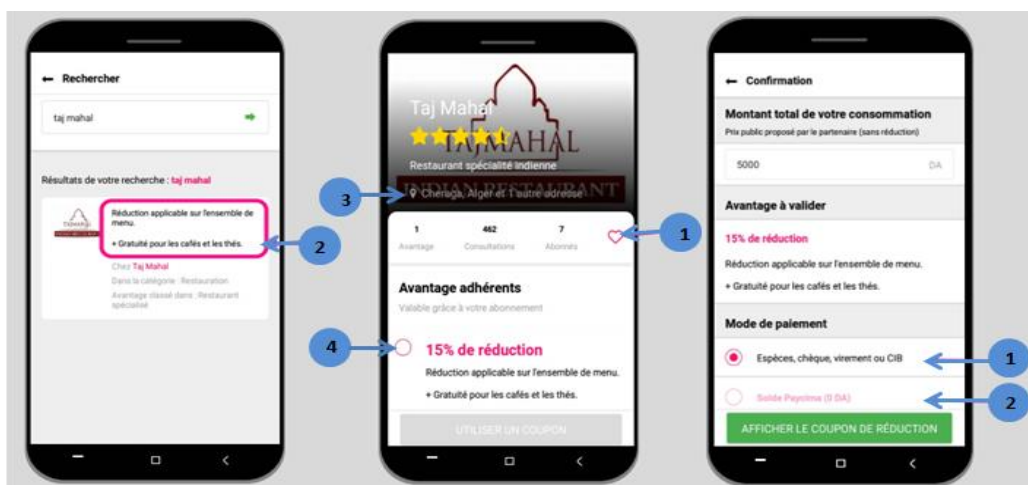 ← Rechercher
taj mahal
Résultats de votre recherche : taj mahal
TAJMAHAL
Réduction applicable sur l'ensemble de
menu.
+ Gratuité pour les cafés et les thés.
2
Chez Taj Mahal
Dans la catégorie : Restauration
Avantage classé dans : Restaurant
spécialisé
Taj Mahal
TAJMAHAL
Restaurant spécialité indienne
INDIAN RESTAURANT
Cheraga, Alger et 1 autre adresse
3
1 462 7
Avantage Consultations Abonnés
1
Avantage adhérents
Valable grâce à votre abonnement
4
15% de réduction
Réduction applicable sur l'ensemble de menu.
+ Gratuité pour les cafés et les thés.
UTILISER UN COUPON
← Confirmation
Montant total de votre consommation
Prix public proposé par le partenaire (sans réduction)
5000 DA
Avantage à valider
15% de réduction
Réduction applicable sur l'ensemble de menu.
+ Gratuité pour les cafés et les thés.
Mode de paiement
Espèces, chèque, virement ou CIB
1
Solde Paycima (0 DA)
2
AFFICHER LE COUPON DE RÉDUCTION